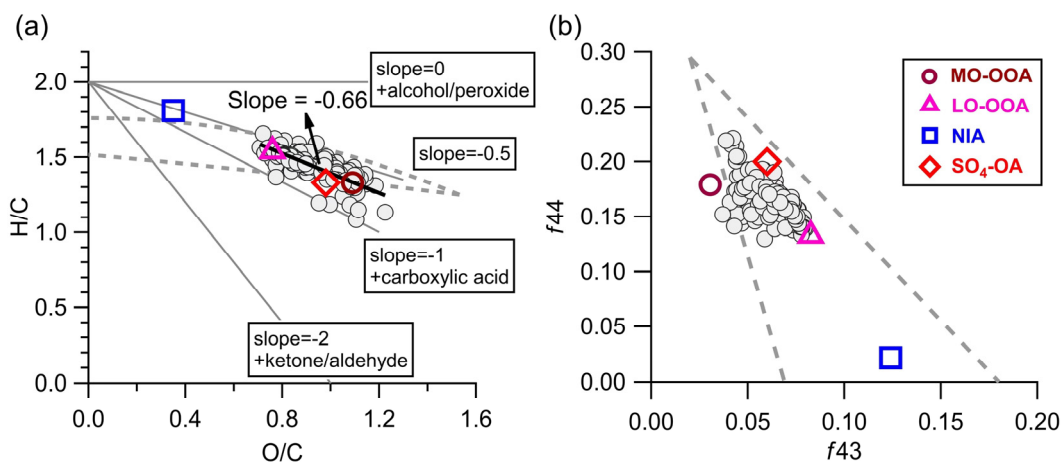 (a)
2.0
1.5
1.0
0.5
0.0
H/C
0.0
0.4
0.8
1.2
1.6
O/C
slope=0
+alcohol/peroxide
Slope = -0.66
slope=-0.5
slope=-1
+carboxylic acid
slope=-2
+ketone/aldehyde
(b)
0.30
0.25
0.20
0.15
0.10
0.05
0.00
f44
0.00
0.05
0.10
0.15
0.20
f43
MO-OOA
LO-OOA
NIA
SO₄-OA